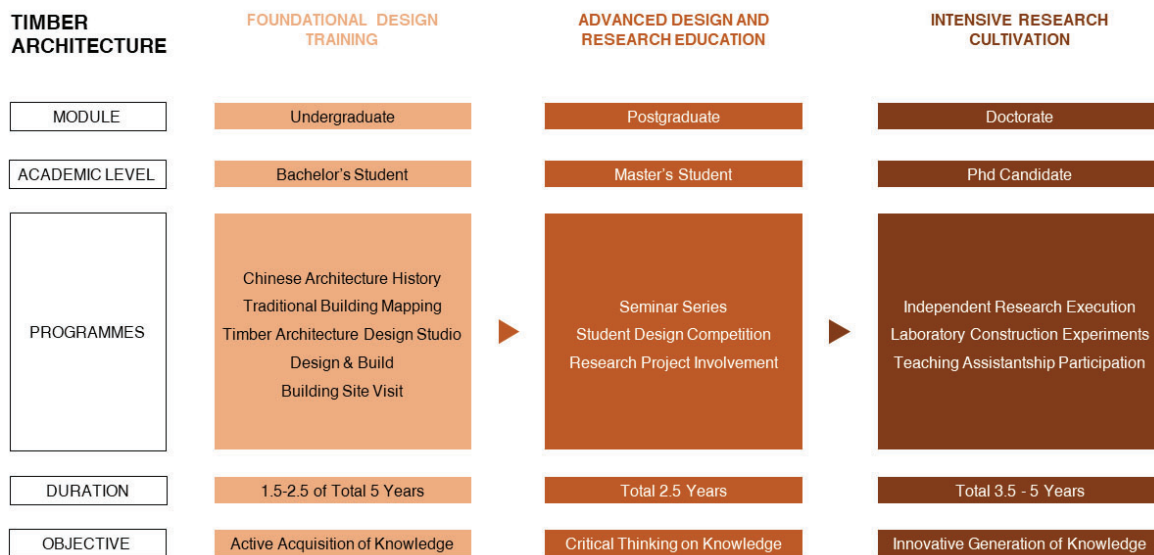 TIMBER
ARCHITECTURE
FOUNDATIONAL DESIGN
TRAINING
ADVANCED DESIGN AND
RESEARCH EDUCATION
INTENSIVE RESEARCH
CULTIVATION
MODULE
Undergraduate
Postgraduate
Doctorate
ACADEMIC LEVEL
Bachelor's Student
Master's Student
Phd Candidate
PROGRAMMES
Chinese Architecture History
Traditional Building Mapping
Timber Architecture Design Studio
Design & Build
Building Site Visit
Seminar Series
Student Design Competition
Research Project Involvement
Independent Research Execution
Laboratory Construction Experiments
Teaching Assistantship Participation
DURATION
1.5-2.5 of Total 5 Years
Total 2.5 Years
Total 3.5 - 5 Years
OBJECTIVE
Active Acquisition of Knowledge
Critical Thinking on Knowledge
Innovative Generation of Knowledge